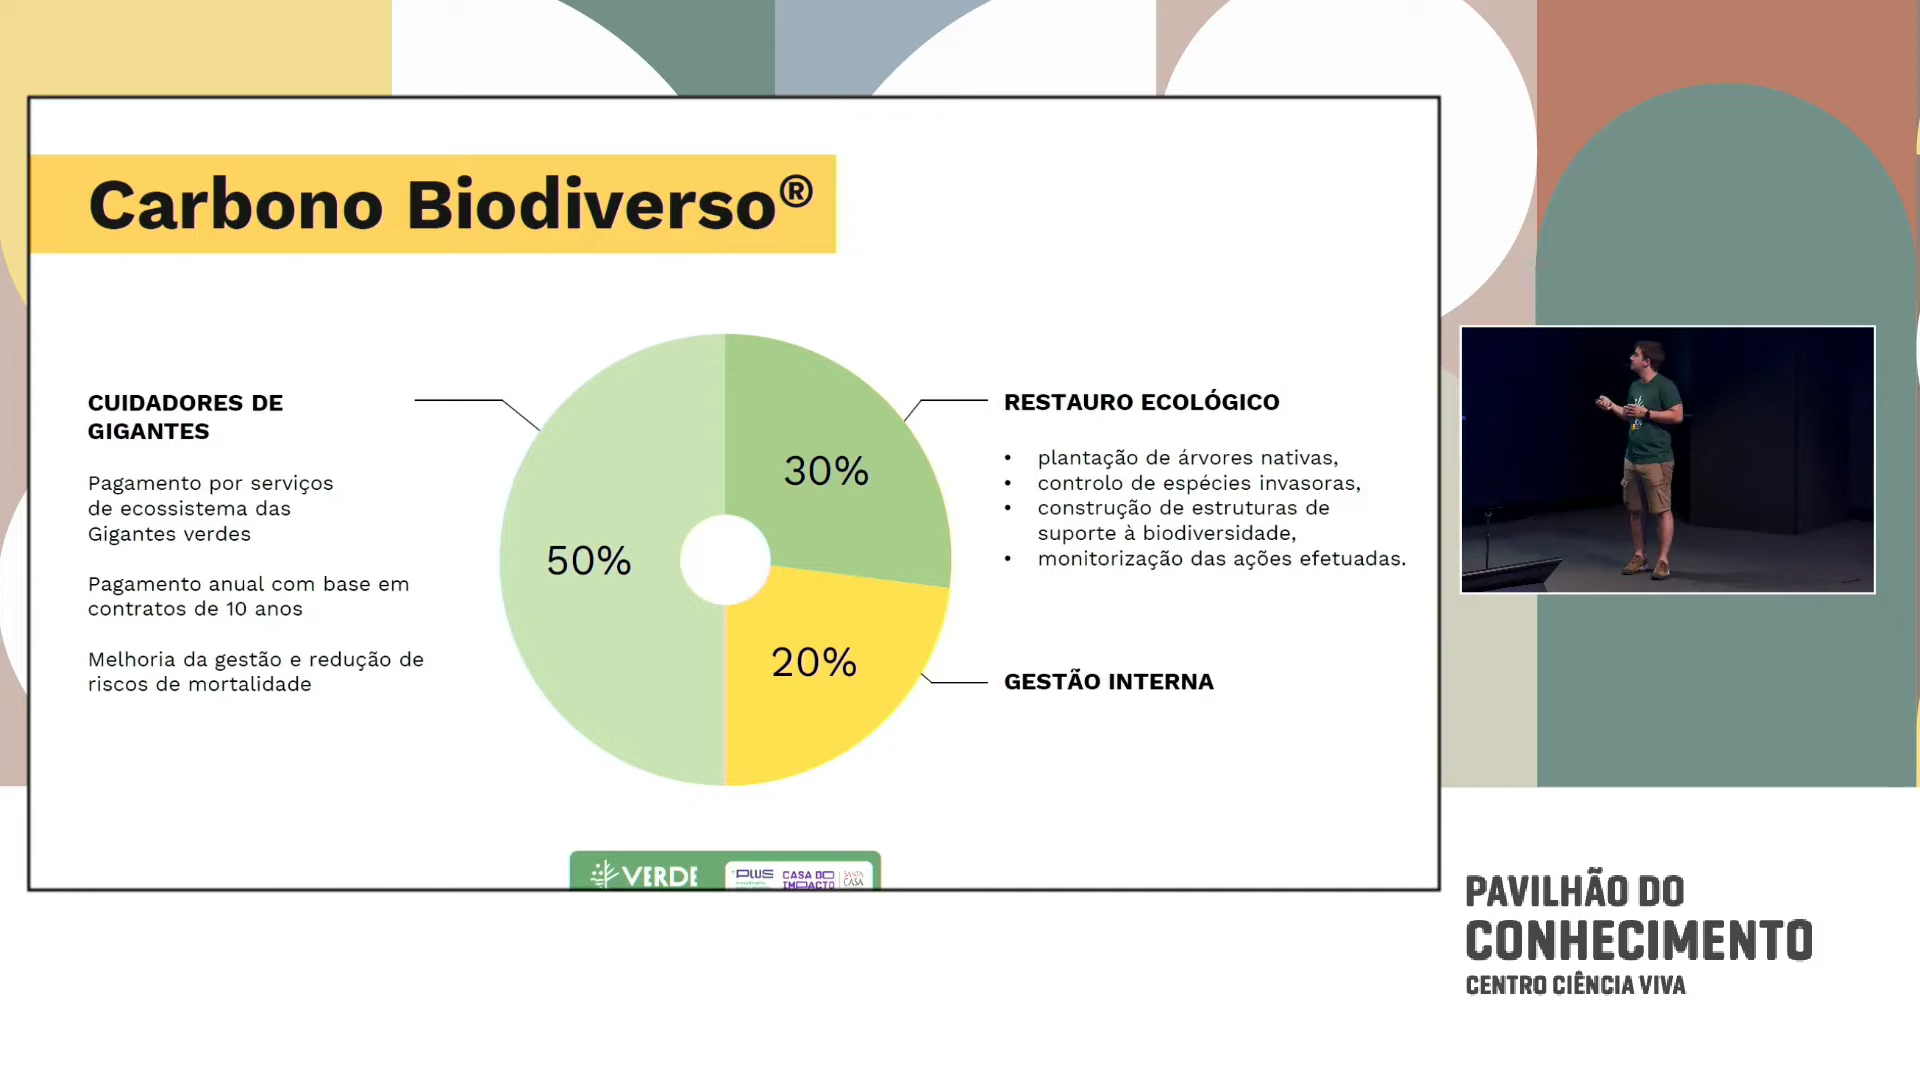 Carbono Biodiverso®
CUIDADORES DE
GIGANTES
Pagamento por serviços
de ecossistema das
Gigantes verdes
Pagamento anual com base em
contratos de 10 anos
Melhoria da gestão e redução de
riscos de mortalidade
50%
30%
20%
RESTAURO ECOLÓGICO
• plantação de árvores nativas,
• controlo de espécies invasoras,
• construção de estruturas de
suporte à biodiversidade,
• monitorização das ações efetuadas.
GESTÃO INTERNA
VERDE
PLUS
CASA DO
IMPACTO
SANTA
CASA
PAVILHÃO DO
CONHECIMENTO
CENTRO CIÊNCIA VIVA